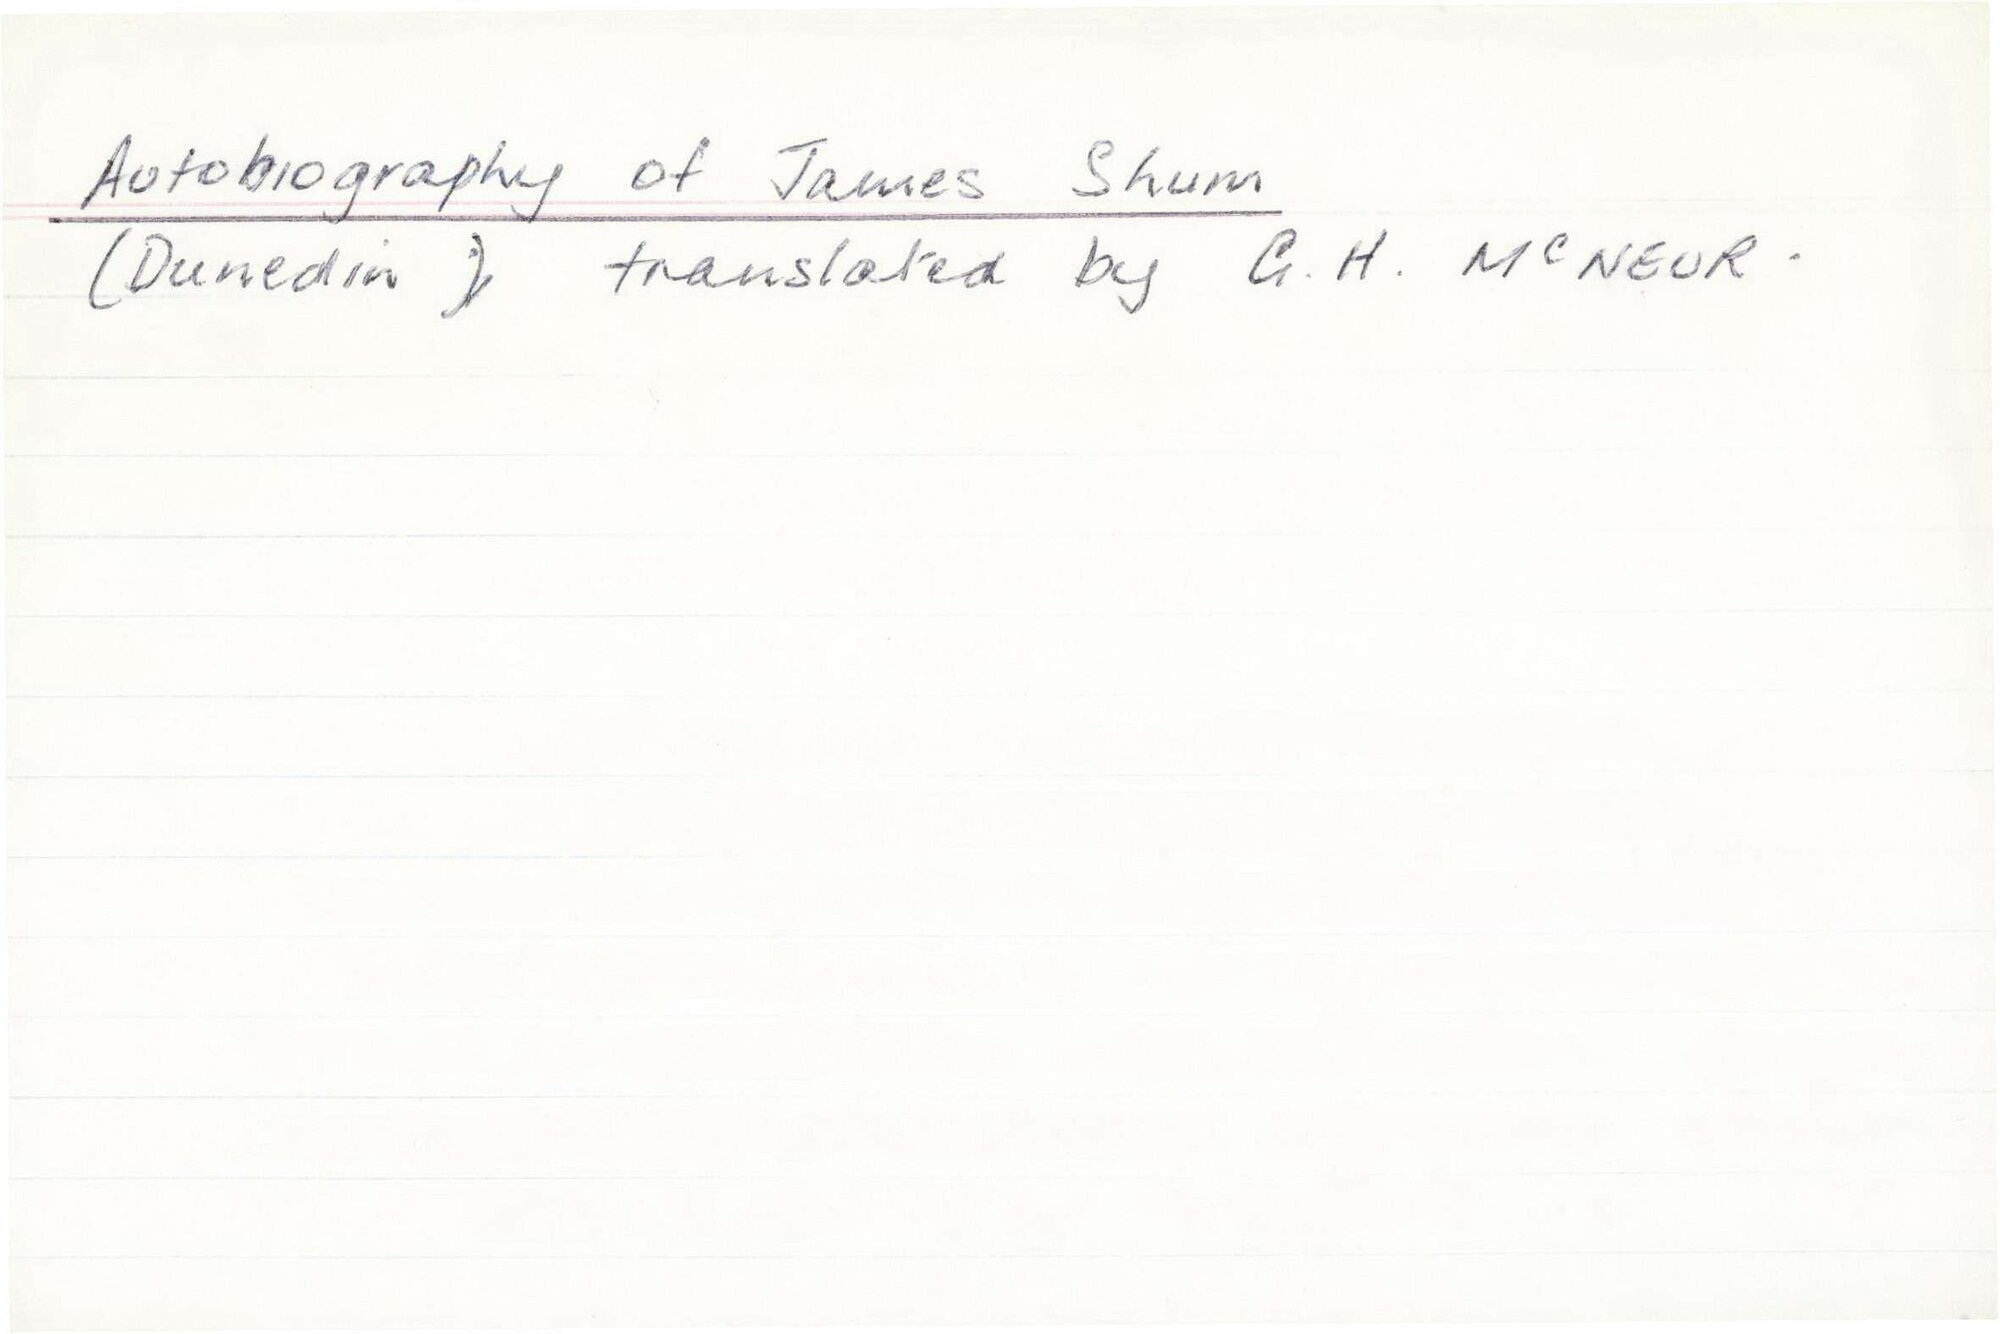 Autobiography of James Shum
(Dunedin), translated by G. H. McNEUR.